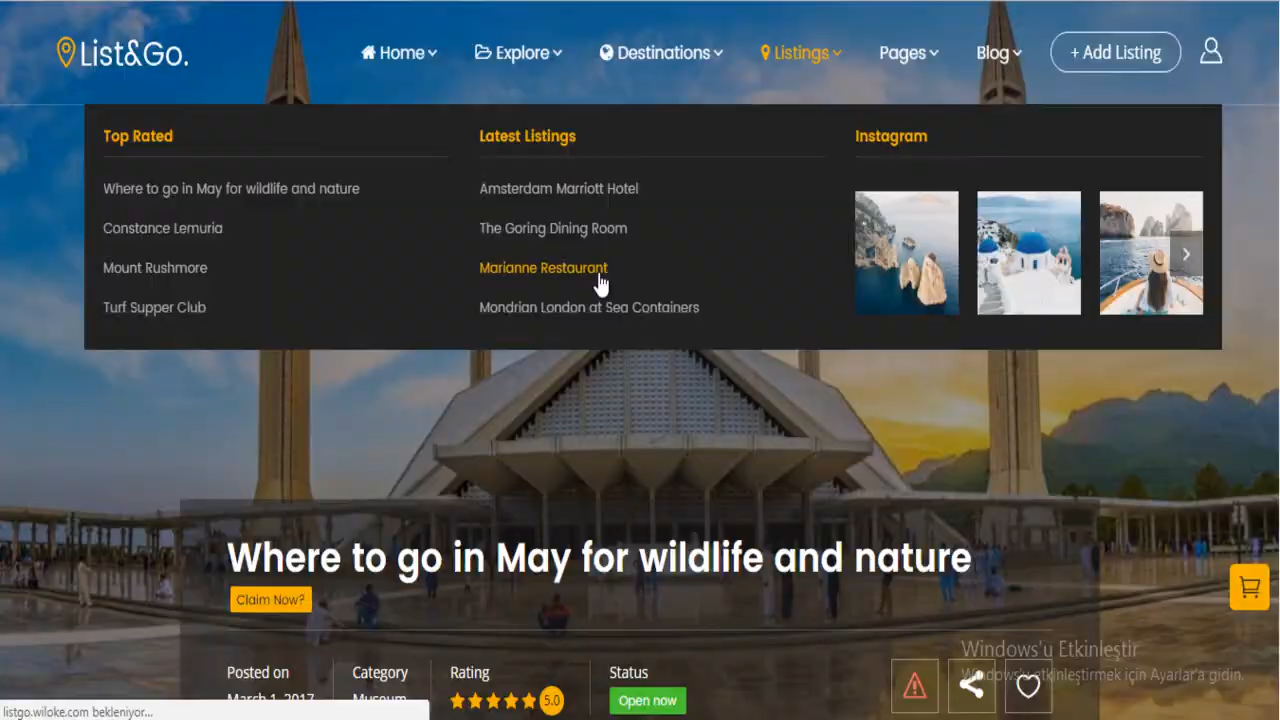 List&Go.
Home
Explore
Destinations
Listings
Pages
Blog
+ Add Listing
Top Rated
Where to go in May for wildlife and nature
Constance Lemuria
Mount Rushmore
Turf Supper Club
Latest Listings
Amsterdam Marriott Hotel
The Goring Dining Room
Marianne Restaurant
Mondrian London at Sea Containers
Instagram
Where to go in May for wildlife and nature
Claim Now?
Posted on
March 1, 2017
Category
Museum
Rating
5.0
Status
Open now
Windows'u Etkinleştir
Windows'u etkinleştirmek için Ayarlar'a gidin.
listgo.wiloke.com bekleniyor...